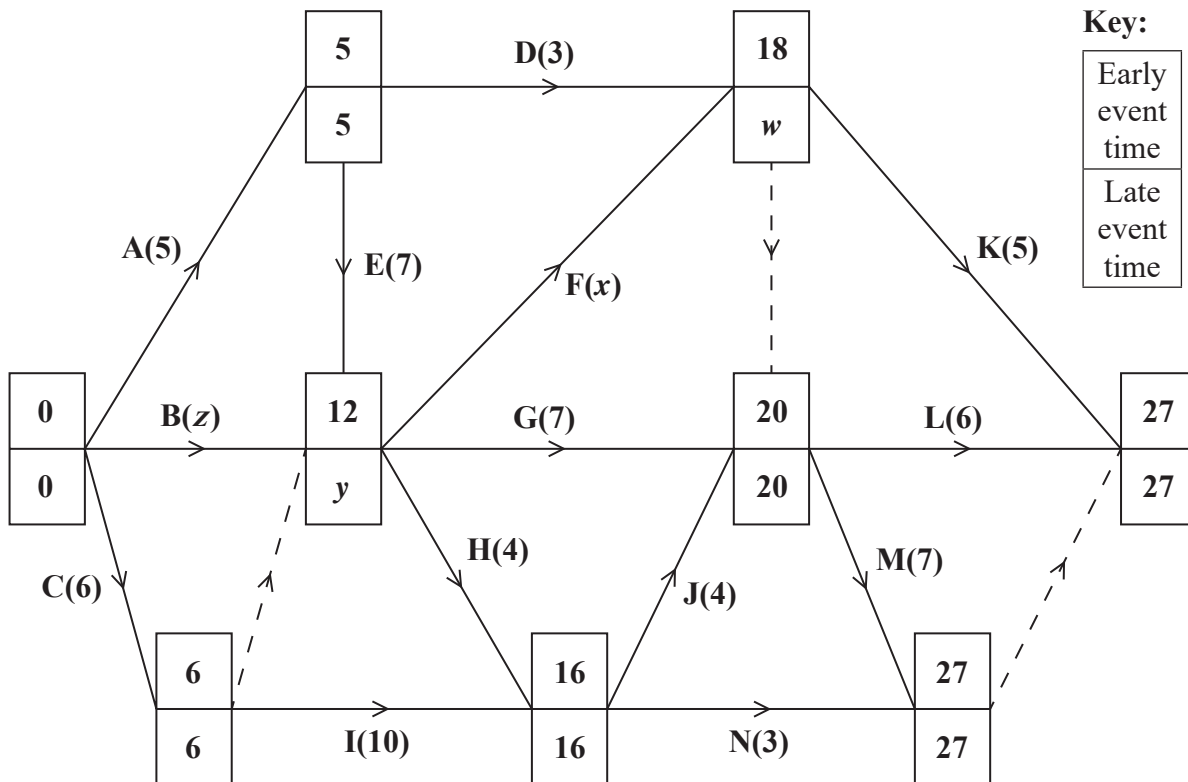 5
5
D(3)
18
w
Key:
Early
event
time
Late
event
time
A(5)
E(7)
F(x)
K(5)
0
0
B(z)
12
y
G(7)
20
20
L(6)
27
27
C(6)
H(4)
J(4)
M(7)
6
6
I(10)
16
16
N(3)
27
27